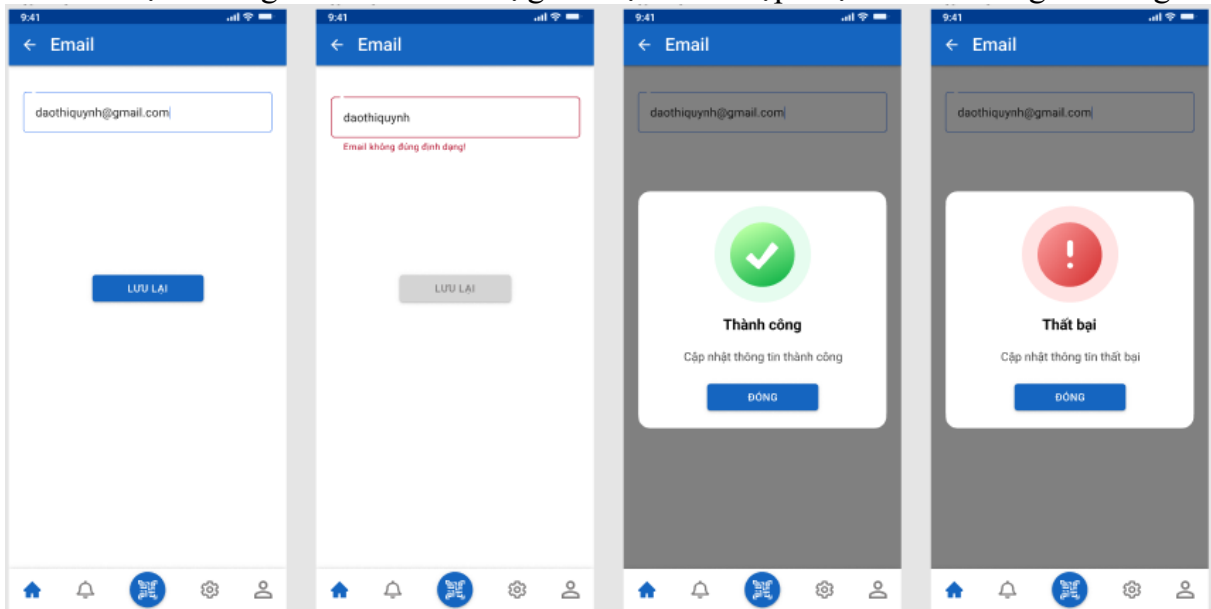 9:41
Email
daothiquynh@gmail.com
LƯU LẠI
9:41
Email
daothiquynh
Email không đúng định dạng!
LƯU LẠI
9:41
Email
daothiquynh@gmail.com
Thành công
Cập nhật thông tin thành công
ĐÓNG
9:41
Email
daothiquynh@gmail.com
Thất bại
Cập nhật thông tin thất bại
ĐÓNG